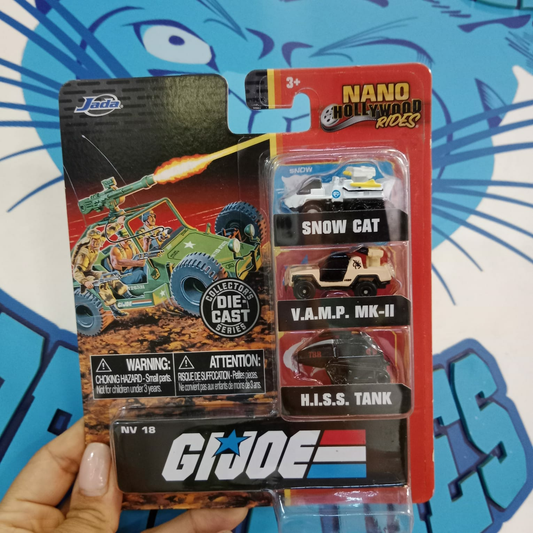 Jada
3+
NANO
HOLLYWOOD
RIDES
SNOW
SNOW CAT
V.A.M.P. MK-II
H.I.S.S. TANK
COLLECTOR'S
DIE
CAST
SERIES
WARNING:
CHOKING HAZARD - Small parts.
Not for children under 3 years.
ATTENTION:
RISQUE DE SUFFOCATION - Petites pièces.
Ne convient pas aux enfants de moins de 3 ans.
NV 18
GIJOE